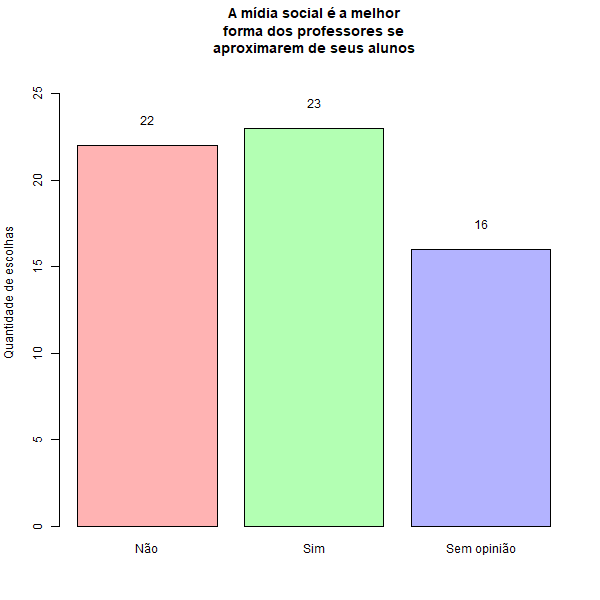 A mídia social é a melhor
forma dos professores se
aproximarem de seus alunos
Quantidade de escolhas
25
20
15
10
5
0
22
23
16
Não
Sim
Sem opinião